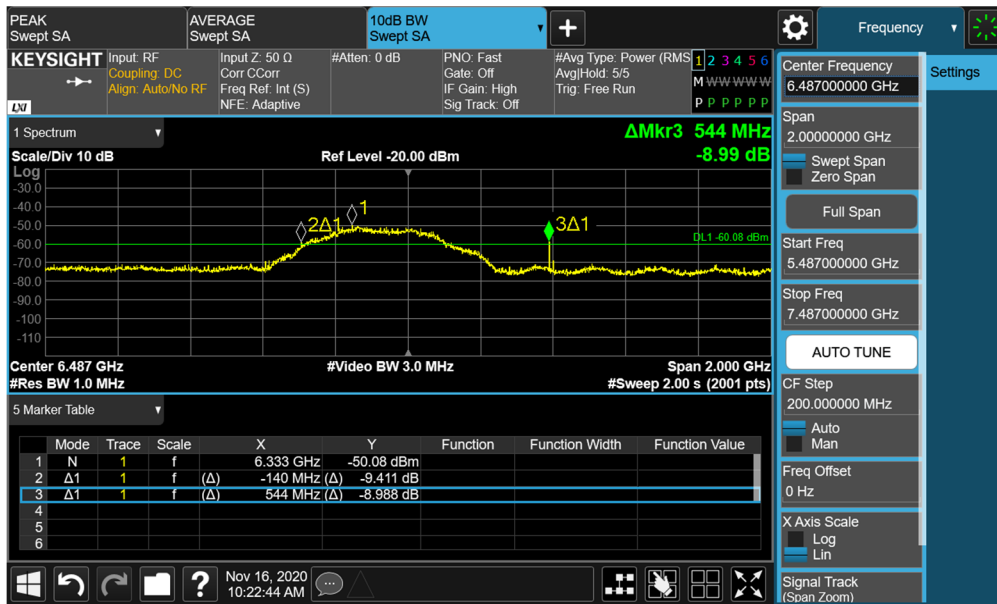 PEAK
Swept SA
AVERAGE
Swept SA
10dB BW
Swept SA
Frequency
KEYSIGHT
LXI
Input: RF
Coupling: DC
Align: Auto/No RF
Input Z: 50 Ω
Corr CCorr
Freq Ref: Int (S)
NFE: Adaptive
#Atten: 0 dB
PNO: Fast
Gate: Off
IF Gain: High
Sig Track: Off
#Avg Type: Power (RMS
Avg|Hold: 5/5
Trig: Free Run
1 2 3 4 5 6
M W W W W W
P P P P P P
1 Spectrum
ΔMkr3 544 MHz
-8.99 dB
Scale/Div 10 dB
Ref Level -20.00 dBm
Log
-30.0
-40.0
-50.0
-60.0
-70.0
-80.0
-90.0
-100
-110
1
2Δ1
3Δ1
DL1 -60.08 dBm
Center 6.487 GHz
#Video BW 3.0 MHz
Span 2.000 GHz
#Res BW 1.0 MHz
#Sweep 2.00 s (2001 pts)
5 Marker Table
Mode Trace Scale X Y Function Function Width Function Value
1 N 1 f 6.333 GHz -50.08 dBm
2 Δ1 1 f (Δ) -140 MHz (Δ) -9.411 dB
3 Δ1 1 f (Δ) 544 MHz (Δ) -8.988 dB
4
5
6
Nov 16, 2020
10:22:44 AM
Center Frequency
6.487000000 GHz
Settings
Span
2.00000000 GHz
Swept Span
Zero Span
Full Span
Start Freq
5.487000000 GHz
Stop Freq
7.487000000 GHz
AUTO TUNE
CF Step
200.000000 MHz
Auto
Man
Freq Offset
0 Hz
X Axis Scale
Log
Lin
Signal Track
(Span Zoom)